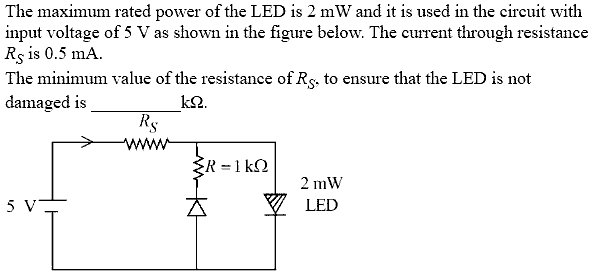 The maximum rated power of the LED is 2 mW and it is used in the circuit with
input voltage of 5 V as shown in the figure below. The current through resistance
R_S is 0.5 mA.
The minimum value of the resistance of R_S, to ensure that the LED is not
damaged is __________kΩ.
R_S
R = 1 kΩ
2 mW
5 V
LED